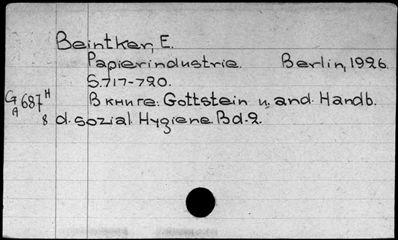 Beintker, E.
Papierindustrie. Berlin, 1926.
S. 717-720.
G/A 687 H/8
В книге: Gottstein u. and. Handb.
d. sozial. Hygiene. Bd. 2.